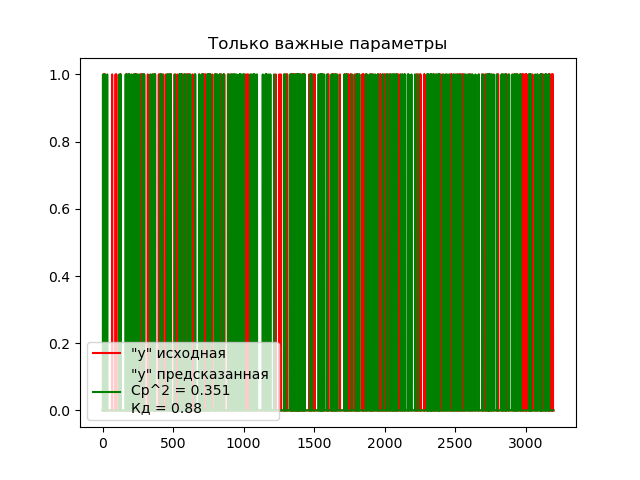 Только важные параметры
1.0
0.8
0.6
0.4
0.2
0.0
"у" исходная
"у" предсказанная
Ср^2 = 0.351
Кд = 0.88
0 500 1000 1500 2000 2500 3000